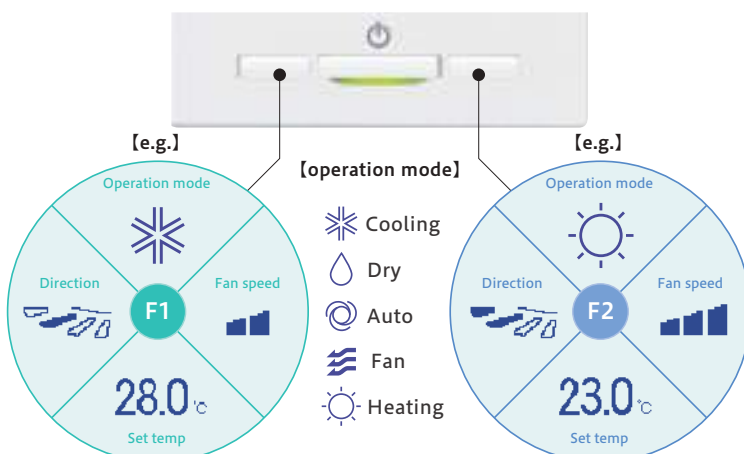 【e.g.】
【e.g.】
【operation mode】
Operation mode
Direction
Fan speed
F1
28.0℃
Set temp
Cooling
Dry
Auto
Fan
Heating
Operation mode
Direction
Fan speed
F2
23.0℃
Set temp